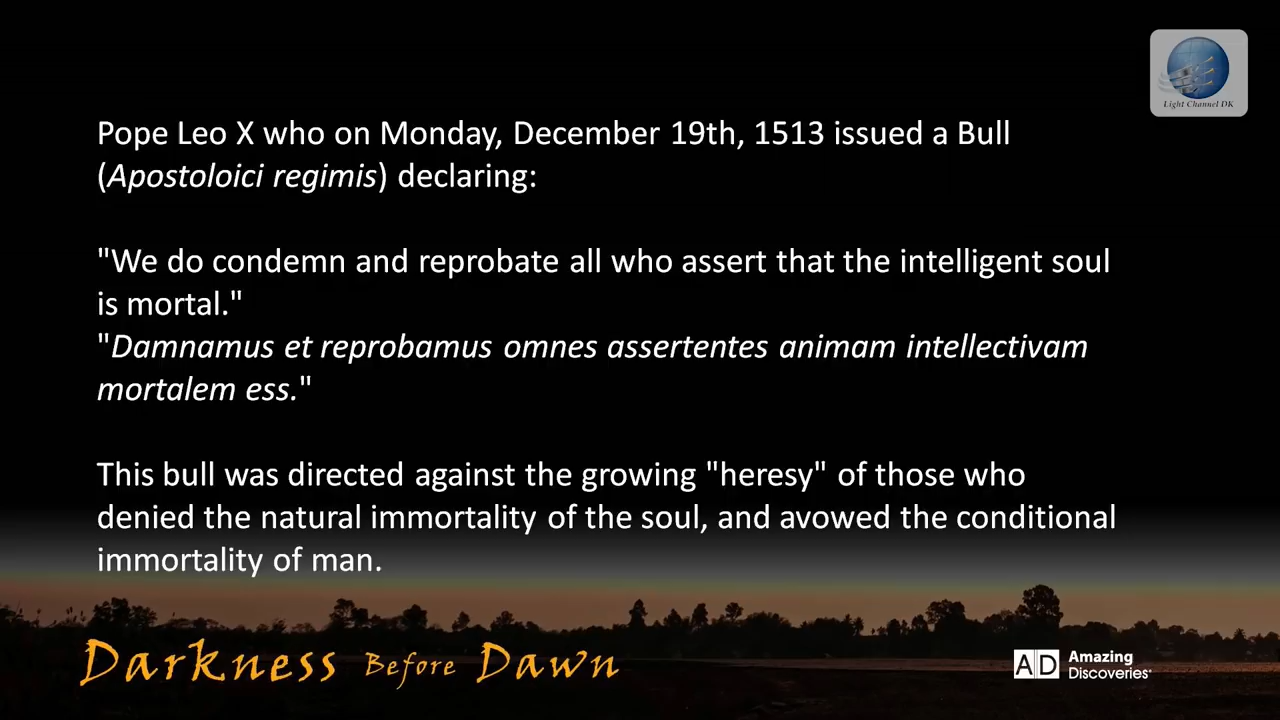 Light Channel DK
Pope Leo X who on Monday, December 19th, 1513 issued a Bull
(Apostoloici regimis) declaring:
"We do condemn and reprobate all who assert that the intelligent soul
is mortal."
"Damnamus et reprobamus omnes assertentes animam intellectivam
mortalem ess."
This bull was directed against the growing "heresy" of those who
denied the natural immortality of the soul, and avowed the conditional
immortality of man.
Darkness Before Dawn
AD Amazing
Discoveries